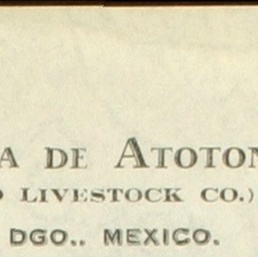 A DE ATOTON
LIVESTOCK CO.)
DGO., MEXICO.